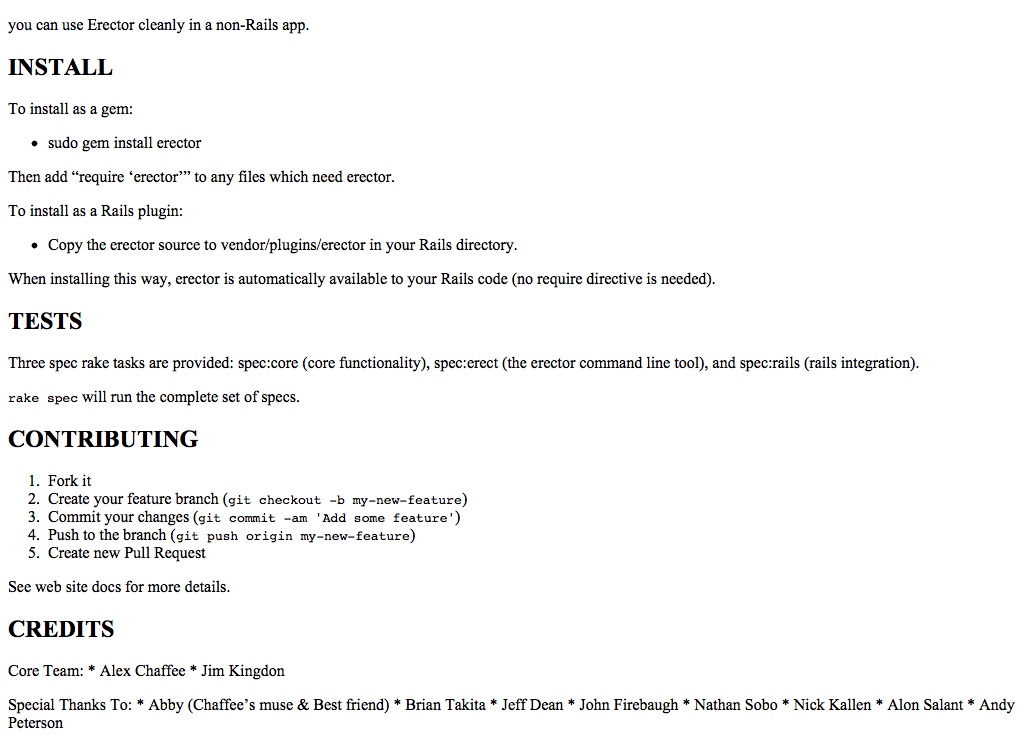 you can use Erector cleanly in a non-Rails app.
INSTALL
To install as a gem:
• sudo gem install erector
Then add “require ‘erector’” to any files which need erector.
To install as a Rails plugin:
• Copy the erector source to vendor/plugins/erector in your Rails directory.
When installing this way, erector is automatically available to your Rails code (no require directive is needed).
TESTS
Three spec rake tasks are provided: spec:core (core functionality), spec:erect (the erector command line tool), and spec:rails (rails integration).
rake spec will run the complete set of specs.
CONTRIBUTING
1. Fork it
2. Create your feature branch (git checkout -b my-new-feature)
3. Commit your changes (git commit -am 'Add some feature')
4. Push to the branch (git push origin my-new-feature)
5. Create new Pull Request
See web site docs for more details.
CREDITS
Core Team: * Alex Chaffee * Jim Kingdon
Special Thanks To: * Abby (Chaffee’s muse & Best friend) * Brian Takita * Jeff Dean * John Firebaugh * Nathan Sobo * Nick Kallen * Alon Salant * Andy
Peterson